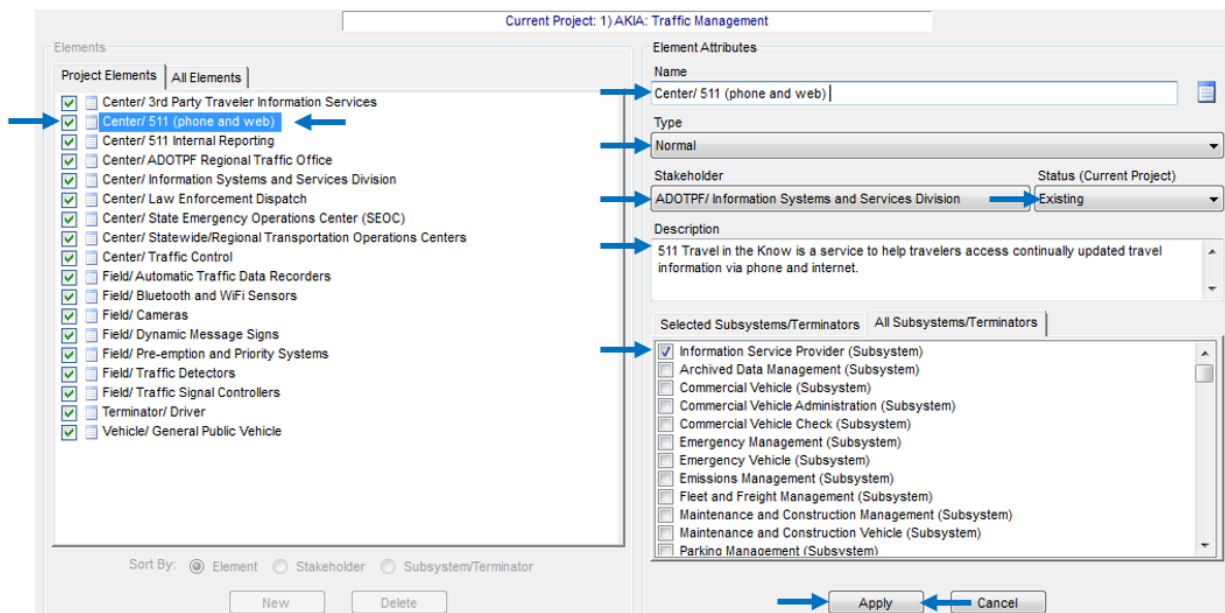 Current Project: 1) AKIA: Traffic Management
Elements
Project Elements
All Elements
Center/ 3rd Party Traveler Information Services
Center/ 511 (phone and web)
Center/ 511 Internal Reporting
Center/ ADOTPF Regional Traffic Office
Center/ Information Systems and Services Division
Center/ Law Enforcement Dispatch
Center/ State Emergency Operations Center (SEOC)
Center/ Statewide/Regional Transportation Operations Centers
Center/ Traffic Control
Field/ Automatic Traffic Data Recorders
Field/ Bluetooth and WiFi Sensors
Field/ Cameras
Field/ Dynamic Message Signs
Field/ Pre-emption and Priority Systems
Field/ Traffic Detectors
Field/ Traffic Signal Controllers
Terminator/ Driver
Vehicle/ General Public Vehicle
Sort By: Element Stakeholder Subsystem/Terminator
New Delete
Element Attributes
Name
Center/ 511 (phone and web)
Type
Normal
Stakeholder Status (Current Project)
ADOTPF/ Information Systems and Services Division Existing
Description
511 Travel in the Know is a service to help travelers access continually updated travel
information via phone and internet.
Selected Subsystems/Terminators All Subsystems/Terminators
Information Service Provider (Subsystem)
Archived Data Management (Subsystem)
Commercial Vehicle (Subsystem)
Commercial Vehicle Administration (Subsystem)
Commercial Vehicle Check (Subsystem)
Emergency Management (Subsystem)
Emergency Vehicle (Subsystem)
Emissions Management (Subsystem)
Fleet and Freight Management (Subsystem)
Maintenance and Construction Management (Subsystem)
Maintenance and Construction Vehicle (Subsystem)
Parking Management (Subsystem)
Apply Cancel